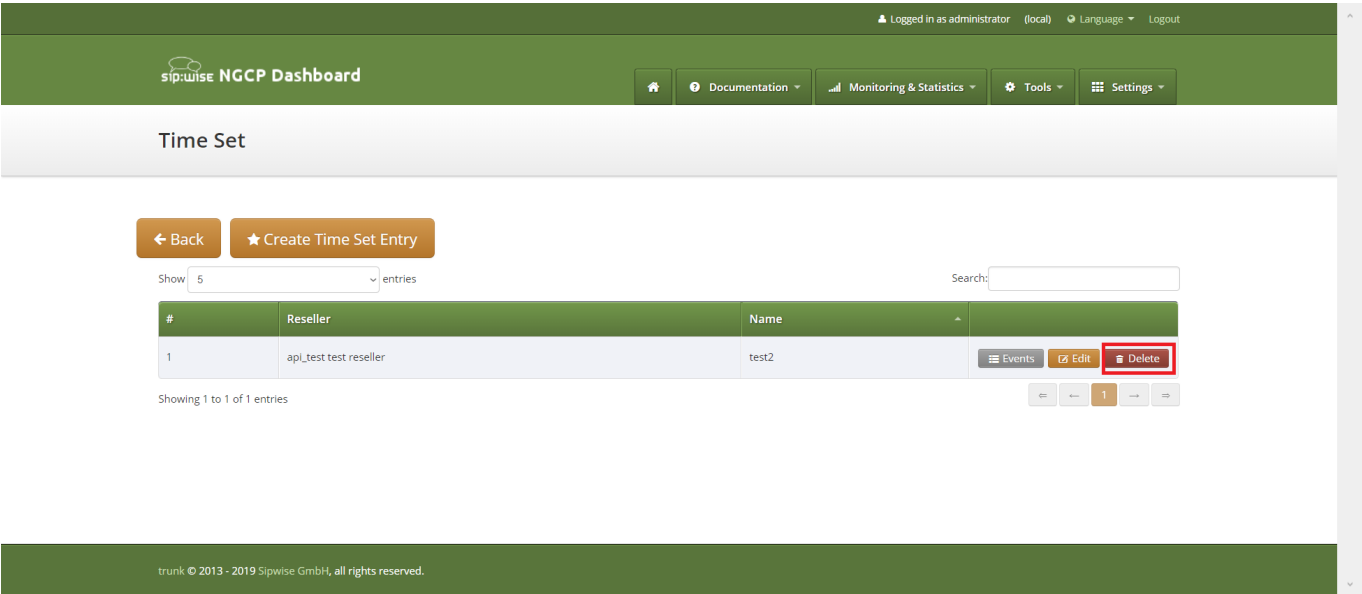 Logged in as administrator (local) Language Logout
sip:wise NGCP Dashboard
Documentation Monitoring & Statistics Tools Settings
Time Set
Back Create Time Set Entry
Show 5 entries Search:
# Reseller Name
1 api_test test reseller test2 Events Edit Delete
Showing 1 to 1 of 1 entries ⇐ ← 1 → ⇒
trunk © 2013 - 2019 Sipwise GmbH, all rights reserved.